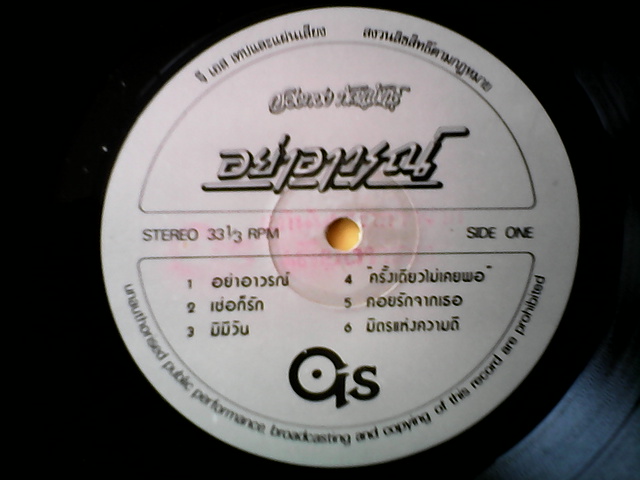 จี เอส เทปและแผ่นเสียง สงวนลิขสิทธิ์ตามกฎหมาย
อย่าอาวรณ์
STEREO 33 1/3 RPM SIDE ONE
1 อย่าอาวรณ์
2 เธอก็รัก
3 มิมีวัน
4 "ครั้งเดียวไม่เคยพอ"
5 คอยรักจากเธอ
6 มิตรแห่งความดี
GS
unauthorised public performance, broadcasting and copying of this record are prohibited